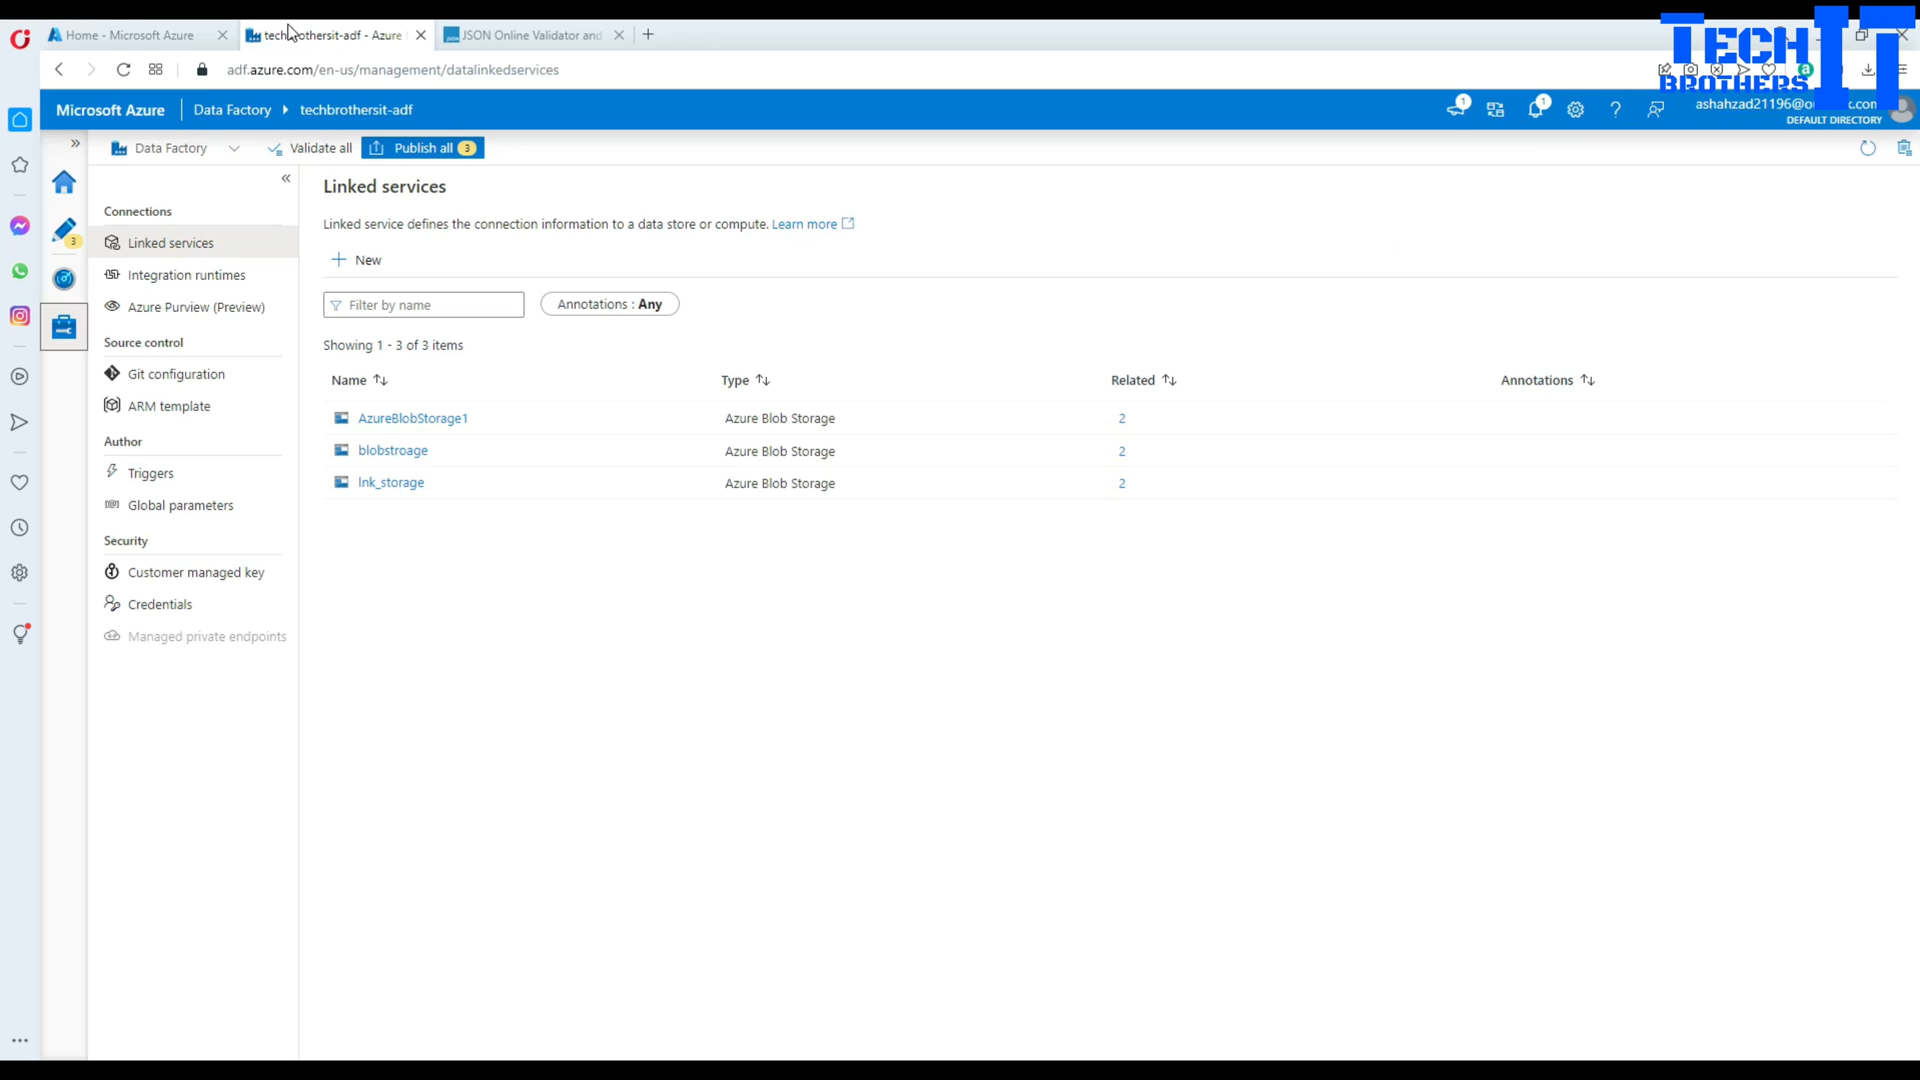 Home - Microsoft Azure
techbrothersit-adf - Azure
JSON Online Validator and
TECH IT
BROTHERS
adf.azure.com/en-us/management/datalinkedservices
Microsoft Azure
Data Factory
techbrothersit-adf
1
1
DEFAULT DIRECTORY
Data Factory
Validate all
Publish all
3
3
Connections
Linked services
Integration runtimes
Azure Purview (Preview)
Source control
Git configuration
ARM template
Author
Triggers
Global parameters
Security
Customer managed key
Credentials
Managed private endpoints
Linked services
Linked service defines the connection information to a data store or compute. Learn more
New
Filter by name
Annotations : Any
Showing 1 - 3 of 3 items
Name Type Related Annotations
AzureBlobStorage1 Azure Blob Storage 2
blobstroage Azure Blob Storage 2
lnk_storage Azure Blob Storage 2